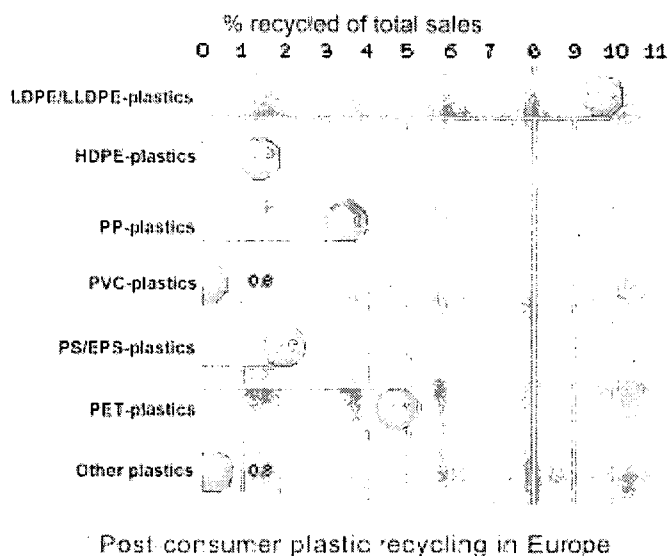 % recycled of total sales
0 1 2 3 4 5 6 7 8 9 10 11
LDPE/LLDPE-plastics
HDPE-plastics
PP-plastics
PVC-plastics
PS/EPS-plastics
PET-plastics
Other plastics 0.8
Post consumer plastic recycling in Europe